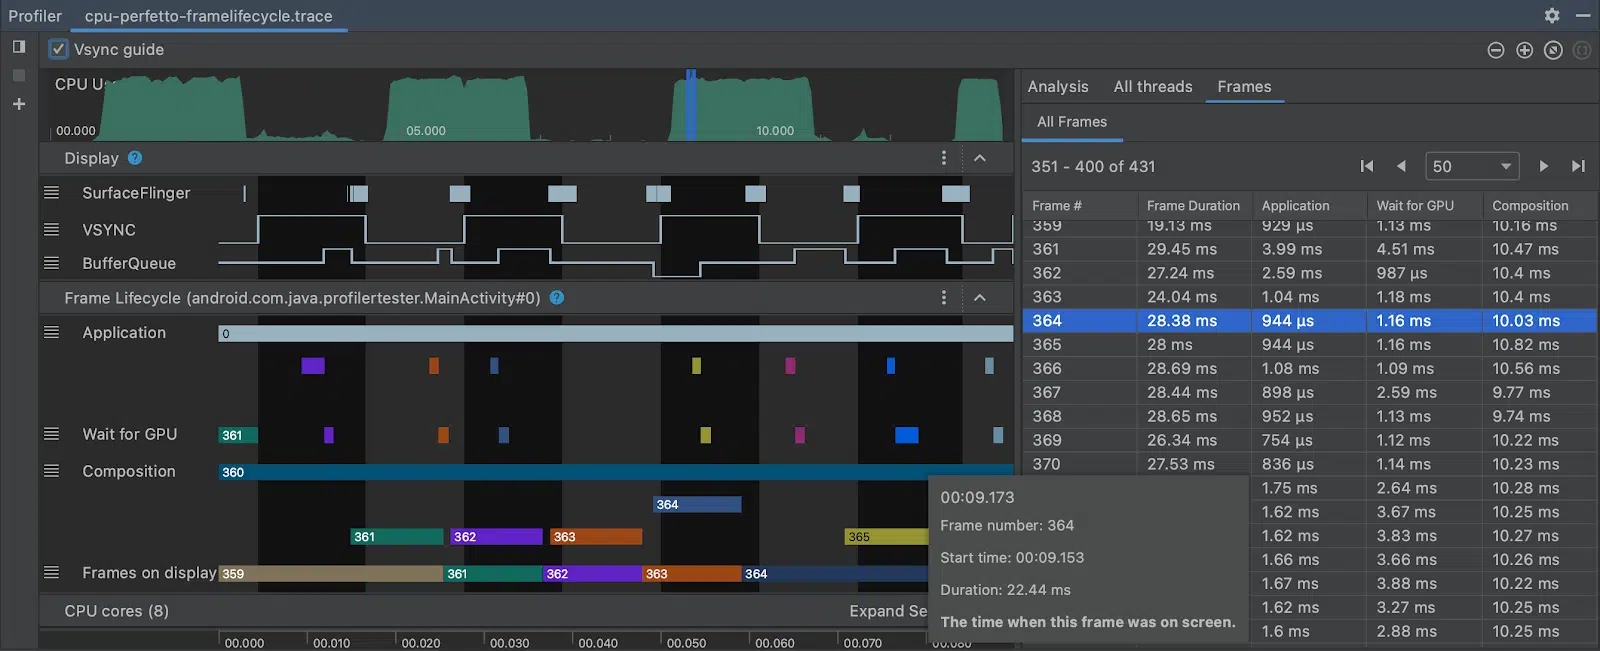 Profiler cpu-perfetto-framelifecycle.trace
Vsync guide
CPU Us
00.000 05.000 10.000
Display ?
SurfaceFlinger
VSYNC
BufferQueue
Frame Lifecycle (android.com.java.profilertester.MainActivity#0) ?
Application 0
Wait for GPU 361
Composition 360
364
361 362 363 365
Frames on display 359 361 362 363 364
CPU cores (8) Expand Se
00.000 00.010 00.020 00.030 00.040 00.050 00.060 00.070 00.080
Analysis All threads Frames
All Frames
351 - 400 of 431 50
Frame # Frame Duration Application Wait for GPU Composition
359 19.13 ms 929 µs 1.13 ms 10.16 ms
361 29.45 ms 3.99 ms 4.51 ms 10.47 ms
362 27.24 ms 2.59 ms 987 µs 10.4 ms
363 24.04 ms 1.04 ms 1.18 ms 10.4 ms
364 28.38 ms 944 µs 1.16 ms 10.03 ms
365 28 ms 944 µs 1.16 ms 10.82 ms
366 28.69 ms 1.08 ms 1.09 ms 10.56 ms
367 28.44 ms 898 µs 2.59 ms 9.77 ms
368 28.65 ms 952 µs 1.13 ms 9.74 ms
369 26.34 ms 754 µs 1.12 ms 10.22 ms
370 27.53 ms 836 µs 1.14 ms 10.23 ms
1.75 ms 2.64 ms 10.28 ms
1.62 ms 3.67 ms 10.25 ms
1.62 ms 3.83 ms 10.27 ms
1.66 ms 3.66 ms 10.26 ms
1.67 ms 3.88 ms 10.22 ms
1.62 ms 3.27 ms 10.25 ms
1.6 ms 2.88 ms 10.25 ms
00:09.173
Frame number: 364
Start time: 00:09.153
Duration: 22.44 ms
The time when this frame was on screen.